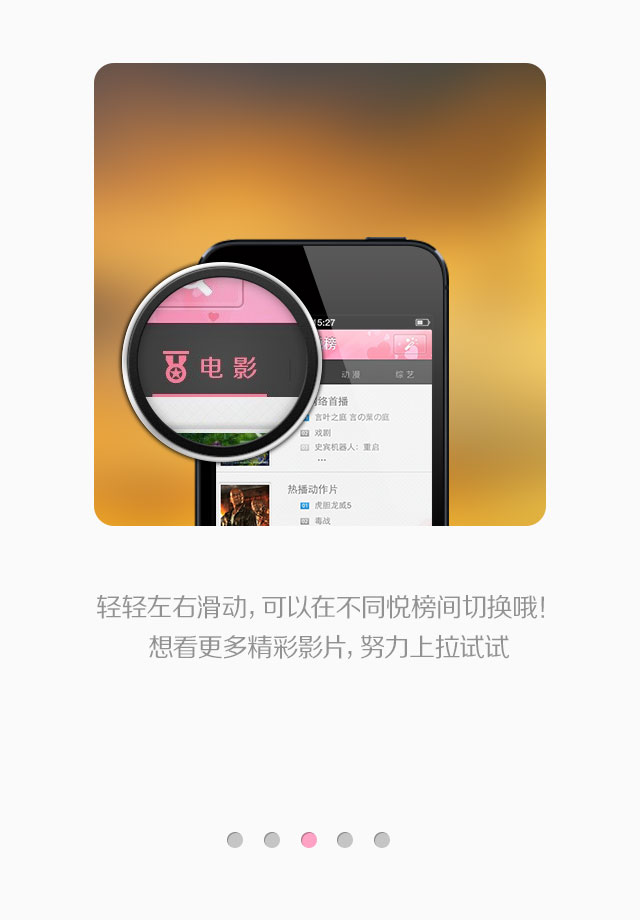 5:27
榜
电影
动漫
综艺
络首播
言叶之庭 言の葉の庭
02 戏剧
03 史宾机器人：重启
...
热播动作片
01 虎胆龙威5
02 毒战
轻轻左右滑动, 可以在不同悦榜间切换哦!
想看更多精彩影片, 努力上拉试试